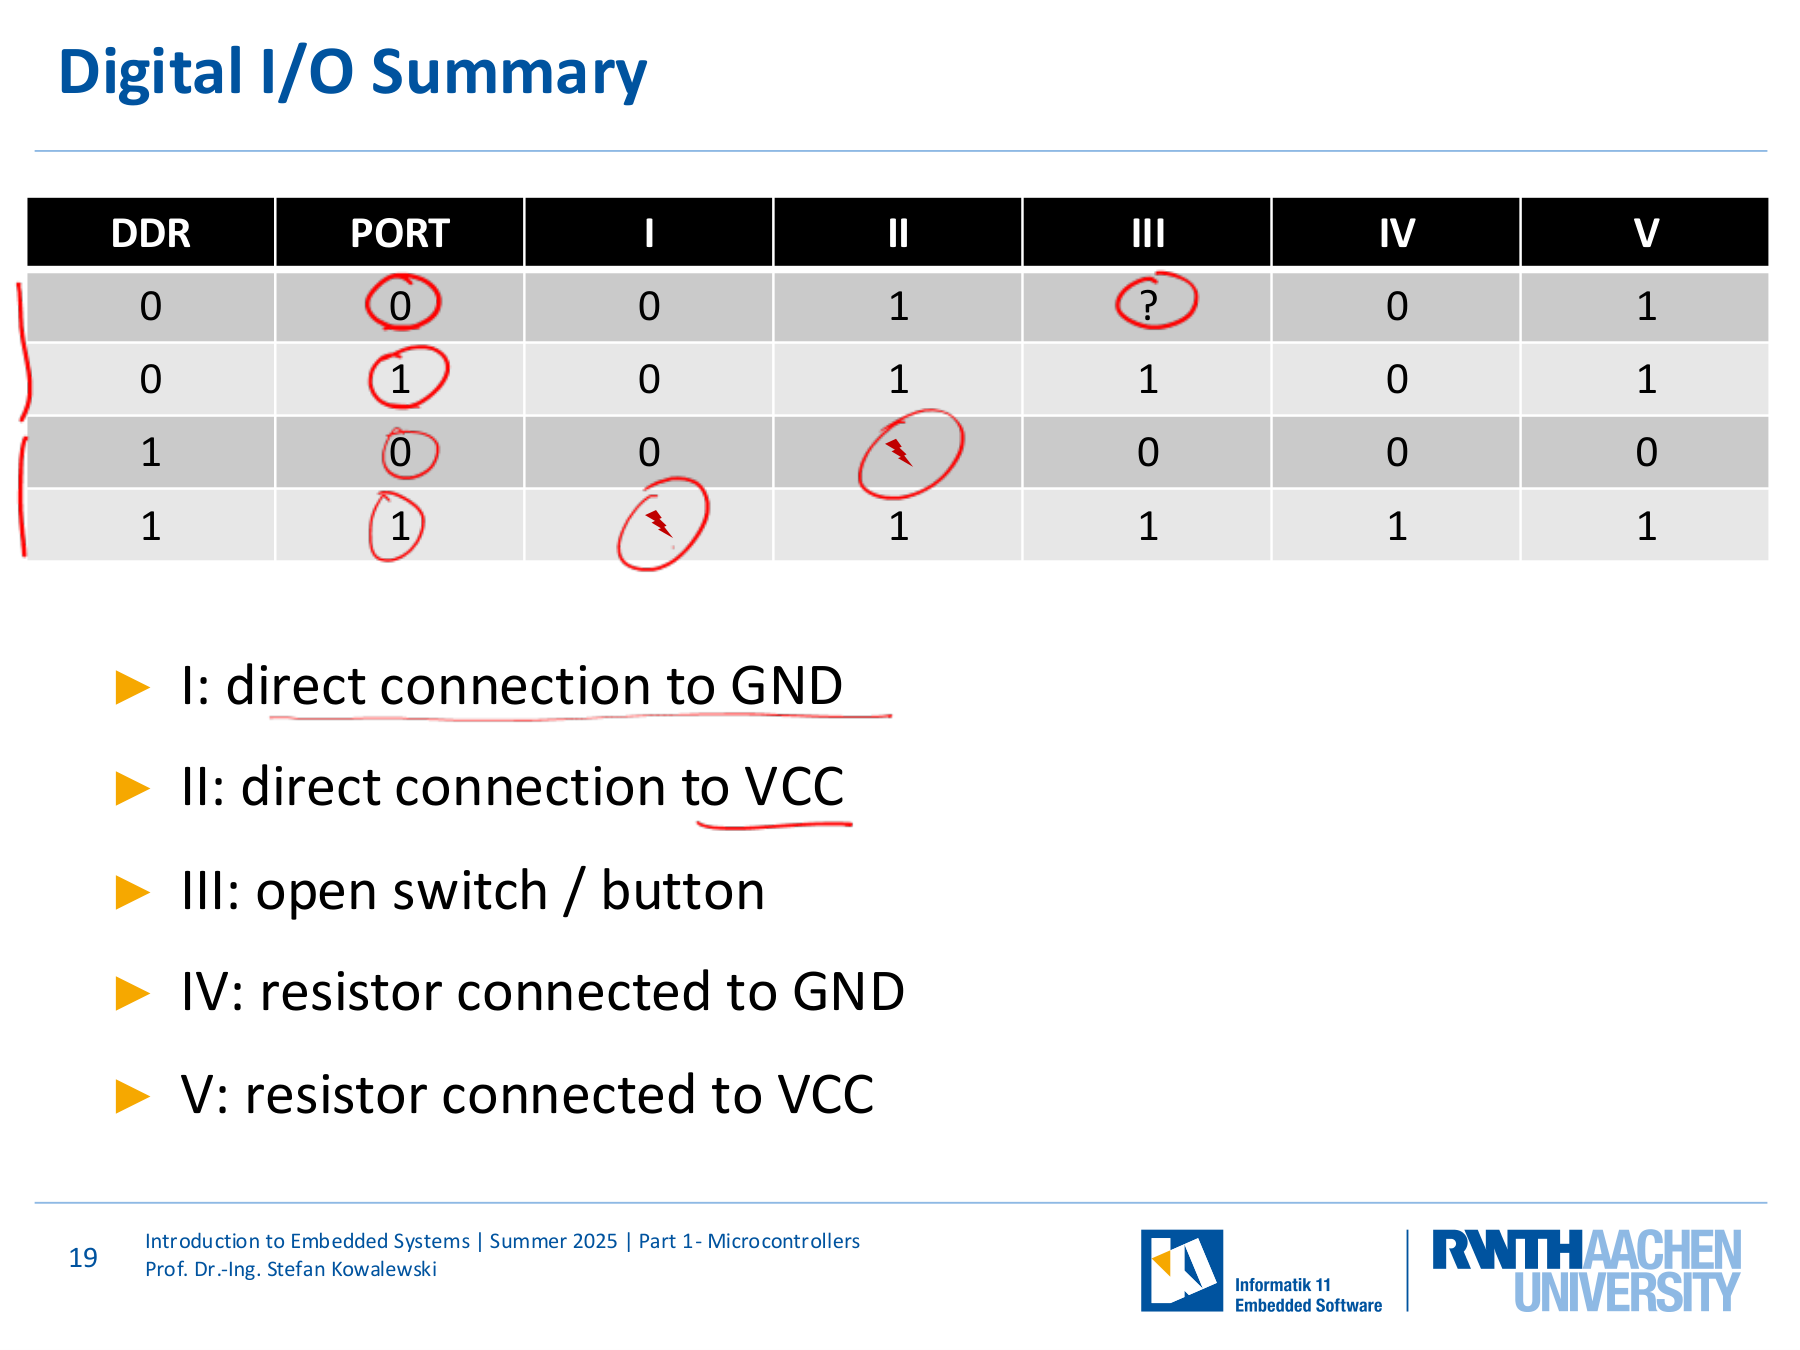 Digital I/O Summary
DDR PORT I II III IV V
0 0 0 1 ? 0 1
0 1 0 1 1 0 1
1 0 0 0 0 0
1 1 1 1 1 1
► I: direct connection to GND
► II: direct connection to VCC
► III: open switch / button
► IV: resistor connected to GND
► V: resistor connected to VCC
19
Introduction to Embedded Systems | Summer 2025 | Part 1- Microcontrollers
Prof. Dr.-Ing. Stefan Kowalewski
Informatik 11
Embedded Software
RWTH AACHEN
UNIVERSITY